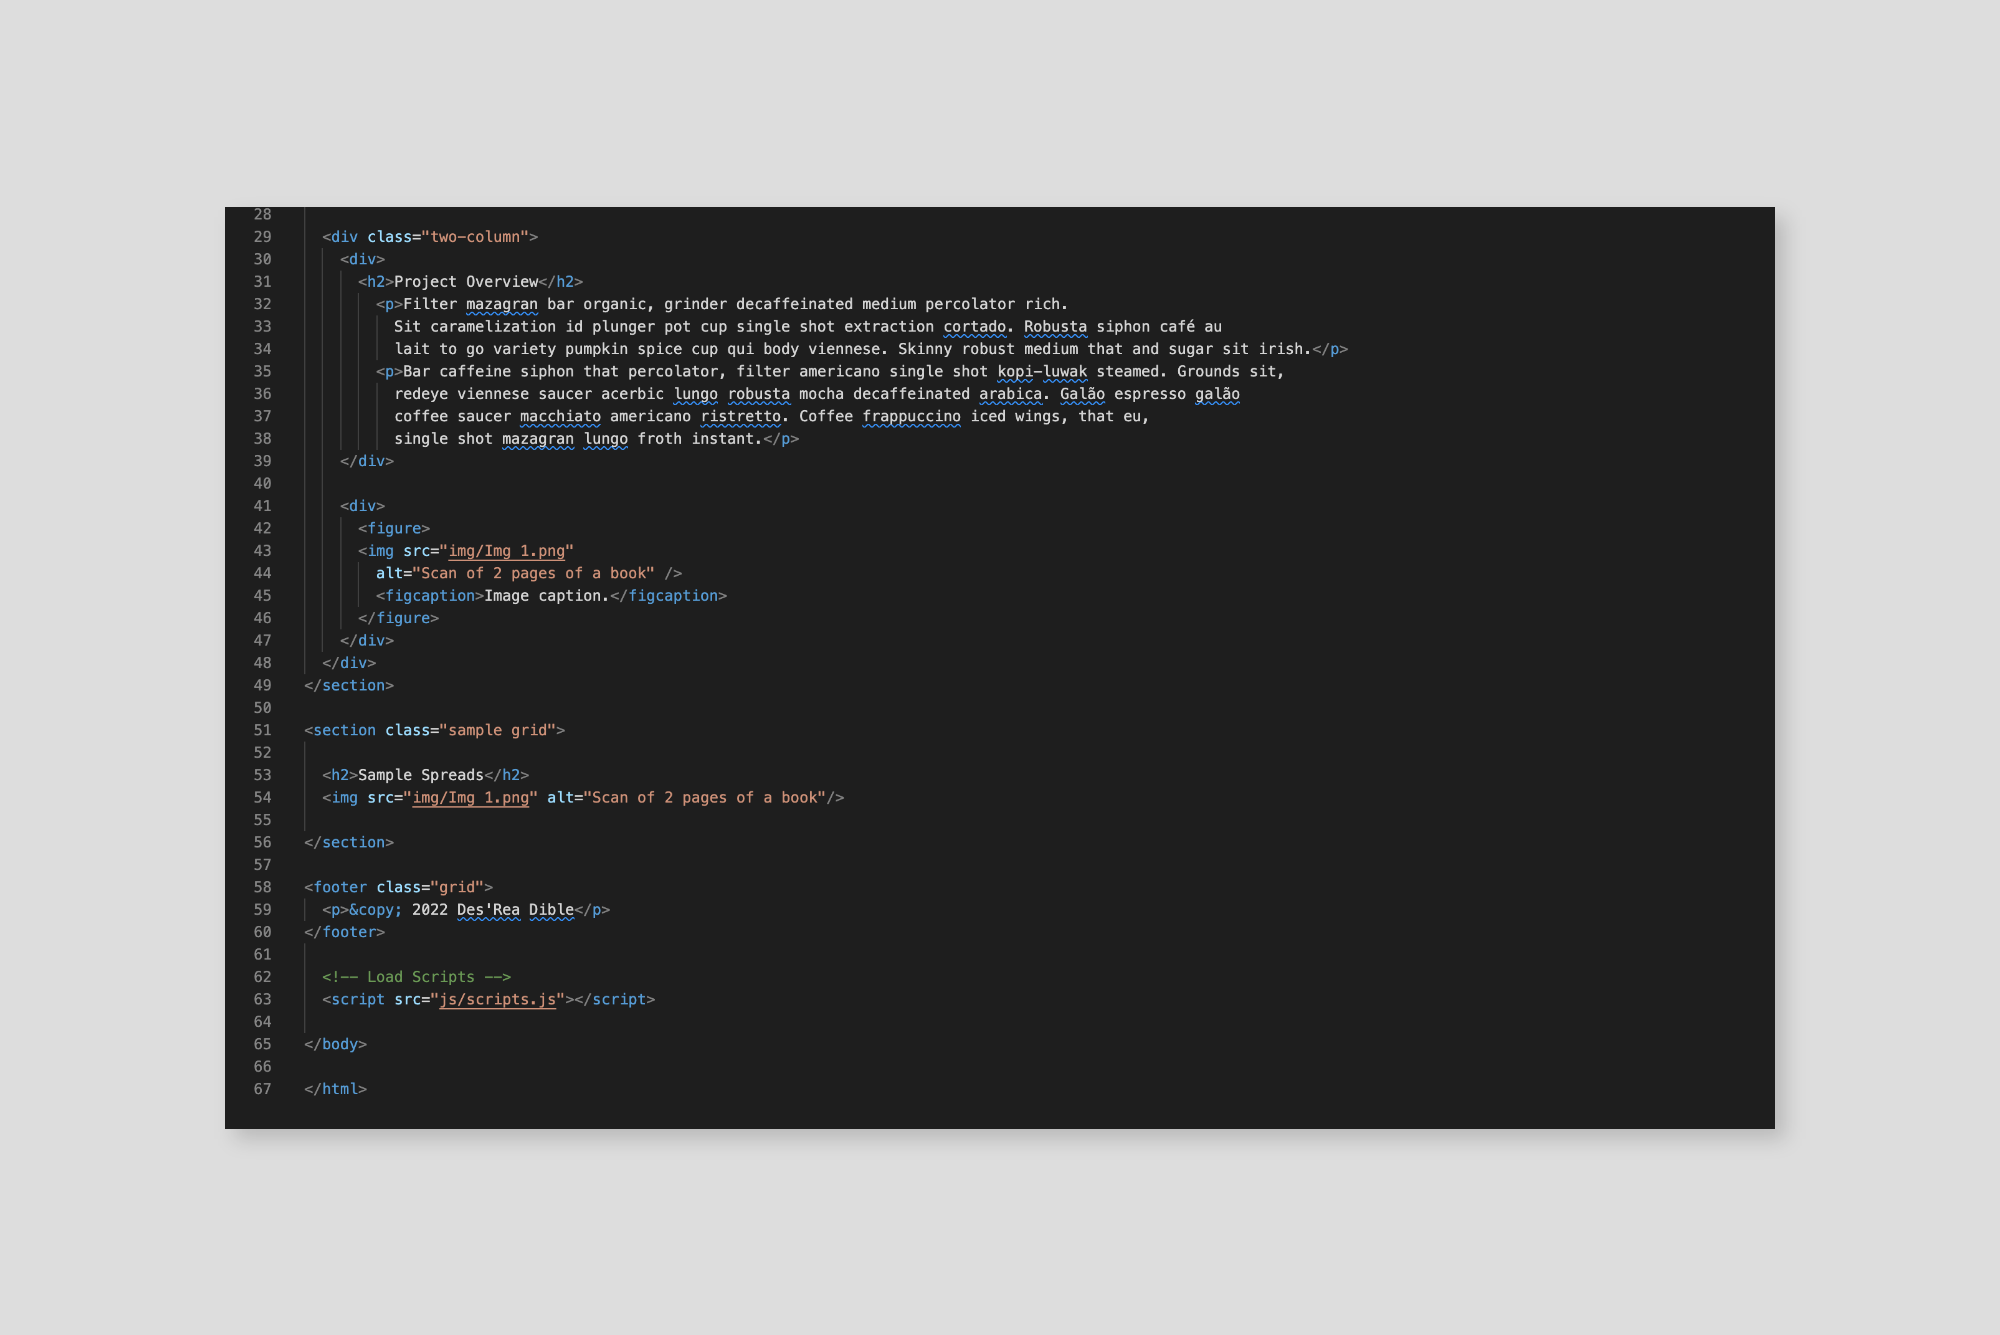 28
29 <div class="two-column">
30 <div>
31 <h2>Project Overview</h2>
32 <p>Filter mazagran bar organic, grinder decaffeinated medium percolator rich.
33 Sit caramelization id plunger pot cup single shot extraction cortado. Robusta siphon café au
34 lait to go variety pumpkin spice cup qui body viennese. Skinny robust medium that and sugar sit irish.</p>
35 <p>Bar caffeine siphon that percolator, filter americano single shot kopi-luwak steamed. Grounds sit,
36 redeye viennese saucer acerbic lungo robusta mocha decaffeinated arabica. Galão espresso galão
37 coffee saucer macchiato americano ristretto. Coffee frappuccino iced wings, that eu,
38 single shot mazagran lungo froth instant.</p>
39 </div>
40
41 <div>
42 <figure>
43 <img src="img/Img 1.png"
44 alt="Scan of 2 pages of a book" />
45 <figcaption>Image caption.</figcaption>
46 </figure>
47 </div>
48 </div>
49 </section>
50
51 <section class="sample grid">
52
53 <h2>Sample Spreads</h2>
54 <img src="img/Img 1.png" alt="Scan of 2 pages of a book"/>
55
56 </section>
57
58 <footer class="grid">
59 <p>&copy; 2022 Des'Rea Dible</p>
60 </footer>
61
62 <!-- Load Scripts -->
63 <script src="js/scripts.js"></script>
64
65 </body>
66
67 </html>